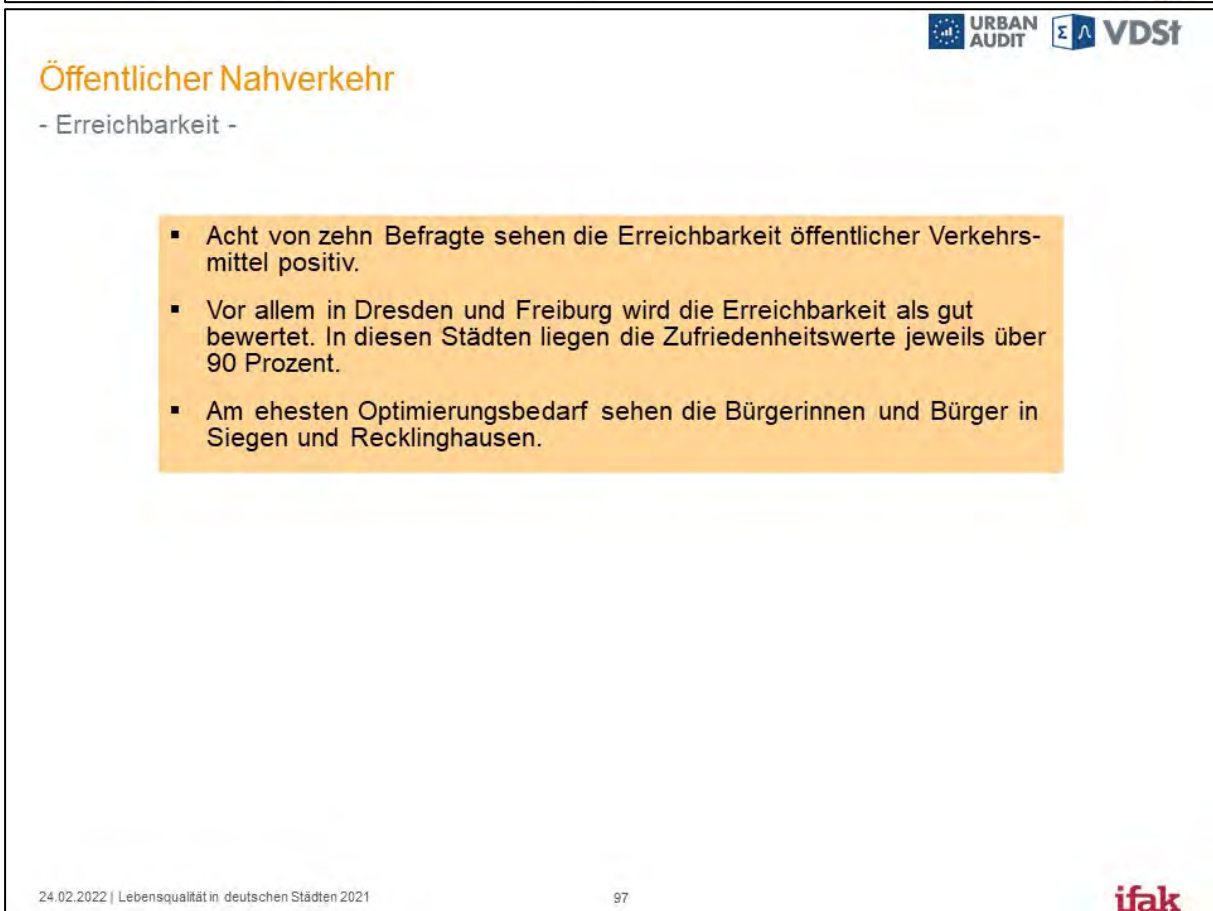 URBAN
AUDIT
Σ VDSt
Öffentlicher Nahverkehr
- Erreichbarkeit -
▪ Acht von zehn Befragte sehen die Erreichbarkeit öffentlicher Verkehrs-
mittel positiv.
▪ Vor allem in Dresden und Freiburg wird die Erreichbarkeit als gut
bewertet. In diesen Städten liegen die Zufriedenheitswerte jeweils über
90 Prozent.
▪ Am ehesten Optimierungsbedarf sehen die Bürgerinnen und Bürger in
Siegen und Recklinghausen.
24.02.2022 | Lebensqualität in deutschen Städten 2021
97
ifak